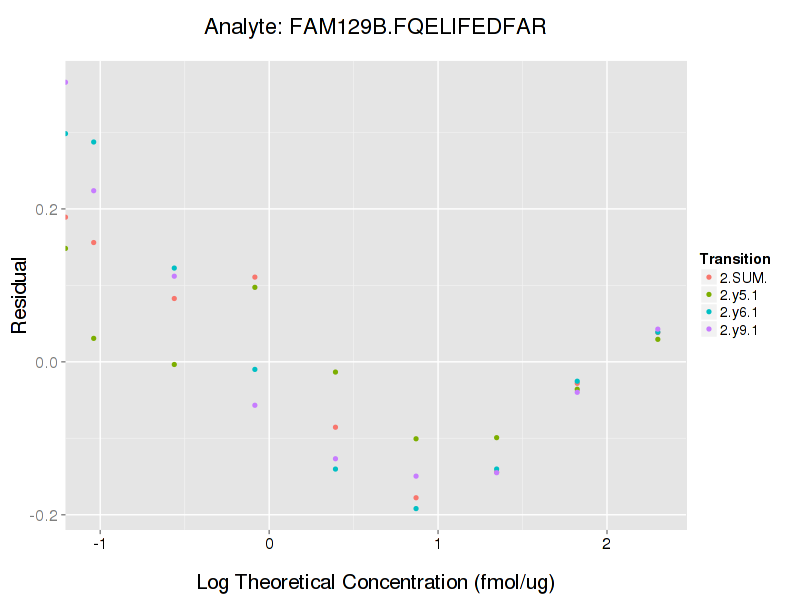 Analyte: FAM129B.FQELIFEDFAR
Residual
0.2
0.0
-0.2
-1 0 1 2
Log Theoretical Concentration (fmol/ug)
Transition
2.SUM.
2.y5.1
2.y6.1
2.y9.1